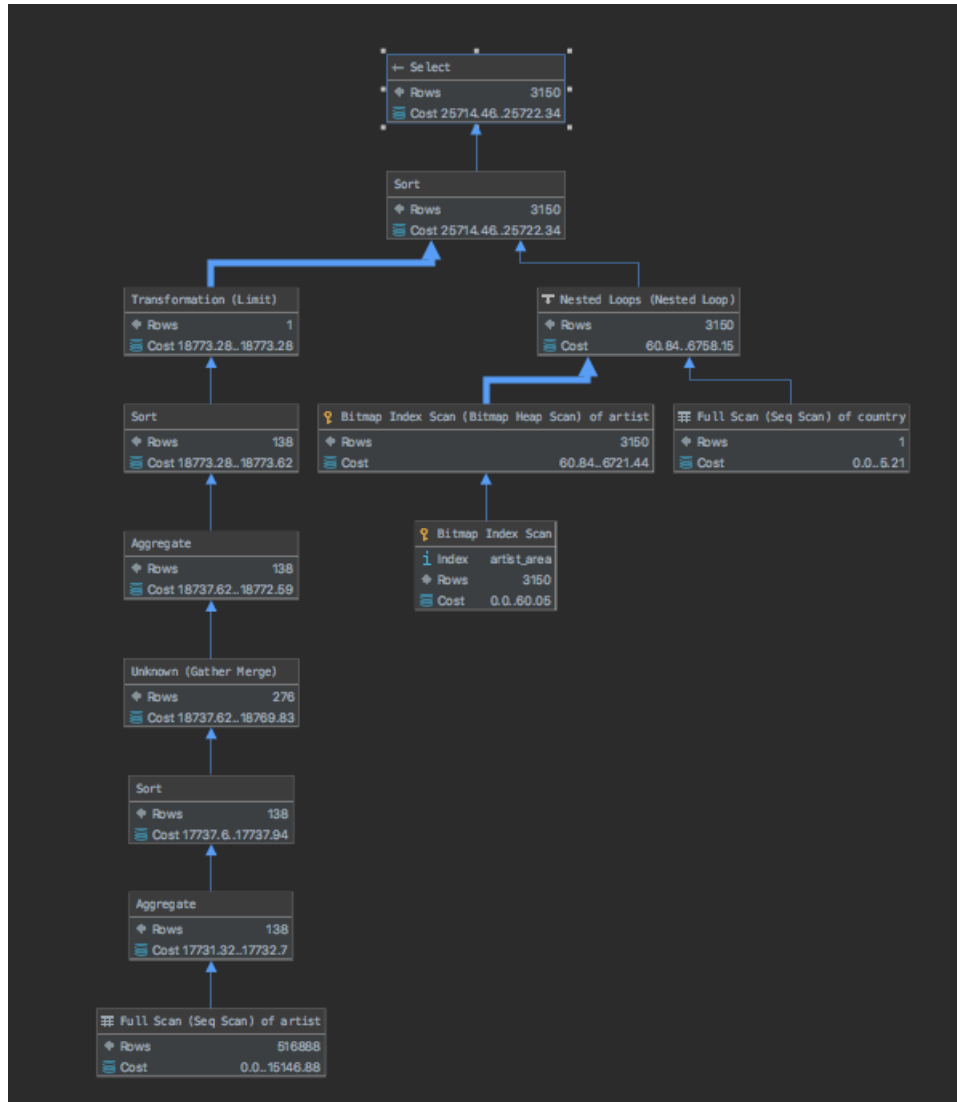 ← Select
Rows 3150
Cost 25714.46..25722.34
Sort
Rows 3150
Cost 25714.46..25722.34
Transformation (Limit)
Rows 1
Cost 18773.28..18773.28
Nested Loops (Nested Loop)
Rows 3150
Cost 60.84..6758.15
Sort
Rows 138
Cost 18773.28..18773.62
Bitmap Index Scan (Bitmap Heap Scan) of artist
Rows 3150
Cost 60.84..6721.44
Full Scan (Seq Scan) of country
Rows 1
Cost 0.0..5.21
Aggregate
Rows 138
Cost 18737.62..18772.59
Bitmap Index Scan
i Index artist_area
Rows 3150
Cost 0.0..60.05
Unknown (Gather Merge)
Rows 276
Cost 18737.62..18769.83
Sort
Rows 138
Cost 17737.6..17737.94
Aggregate
Rows 138
Cost 17731.32..17732.7
Full Scan (Seq Scan) of artist
Rows 516888
Cost 0.0..15146.88